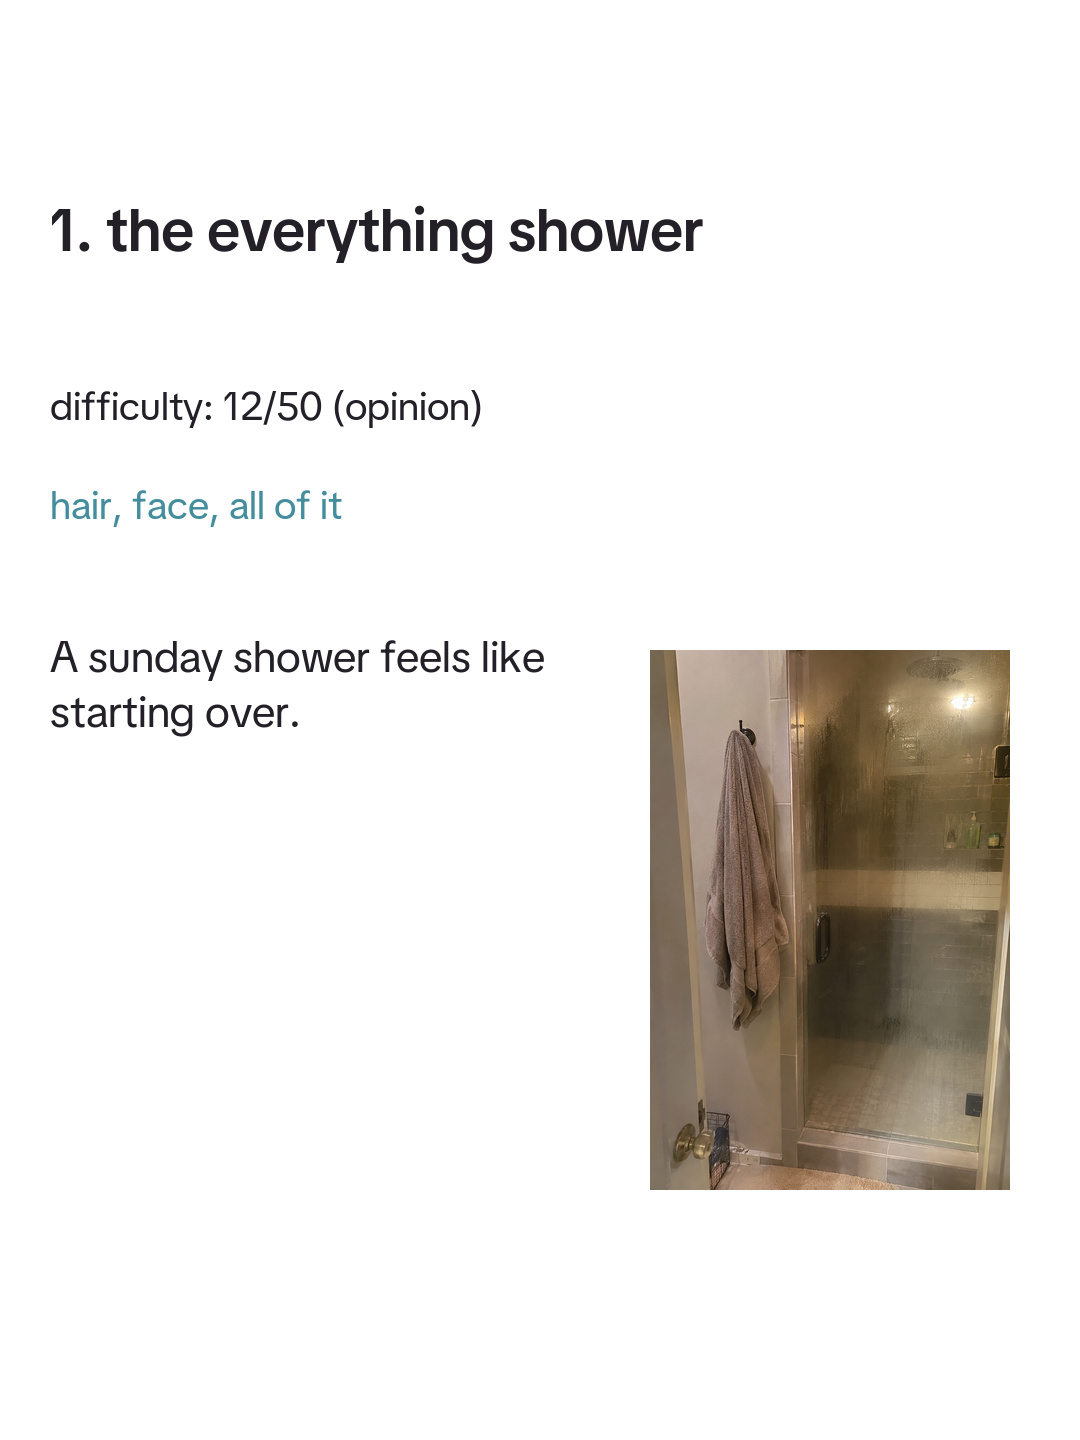 1. the everything shower
difficulty: 12/50 (opinion)
hair, face, all of it
A sunday shower feels like
starting over.